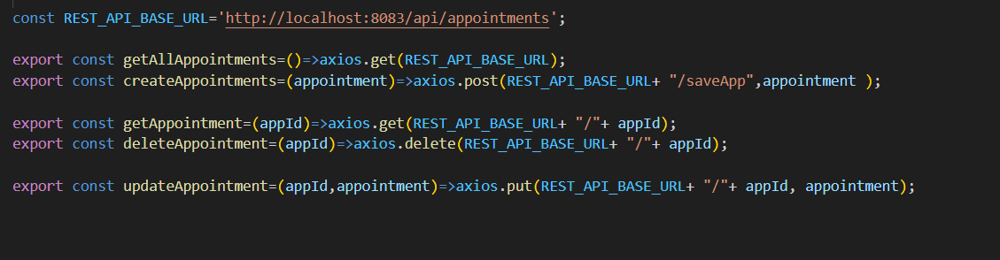 const REST_API_BASE_URL='http://localhost:8083/api/appointments';
export const getAllAppointments=()=>axios.get(REST_API_BASE_URL);
export const createAppointments=(appointment)=>axios.post(REST_API_BASE_URL+ "/saveApp",appointment );
export const getAppointment=(appId)=>axios.get(REST_API_BASE_URL+ "/"+ appId);
export const deleteAppointment=(appId)=>axios.delete(REST_API_BASE_URL+ "/"+ appId);
export const updateAppointment=(appId,appointment)=>axios.put(REST_API_BASE_URL+ "/"+ appId, appointment);